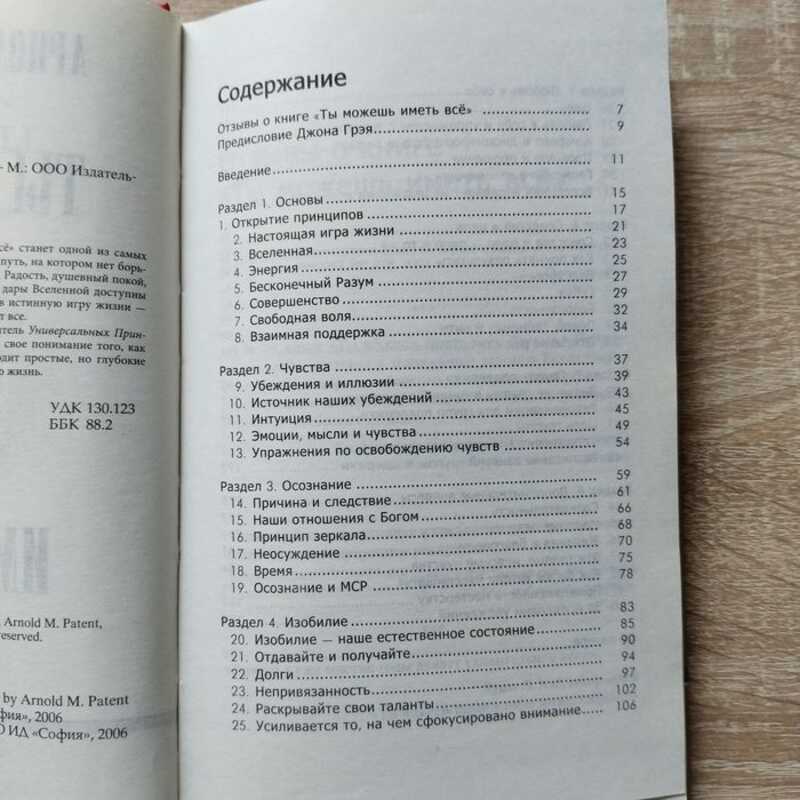 – М.: ООО Издатель-
сё» станет одной из самых
путь, на котором нет борь-
Радость, душевный покой,
дары Вселенной доступны
в истинную игру жизни —
т все.
атель Универсальных Прин-
свое понимание того, как
одит простые, но глубокие
ю жизнь.
УДК 130.123
ББК 88.2
Arnold M. Patent,
reserved.
by Arnold M. Patent
фия», 2006
О ИД «София», 2006
Содержание
Отзывы о книге «Ты можешь иметь всё» 7
Предисловие Джона Грэя 9
Введение 11
Раздел 1. Основы 15
1. Открытие принципов 17
2. Настоящая игра жизни 21
3. Вселенная 23
4. Энергия 25
5. Бесконечный Разум 27
6. Совершенство 29
7. Свободная воля 32
8. Взаимная поддержка 34
Раздел 2. Чувства 37
9. Убеждения и иллюзии 39
10. Источник наших убеждений 43
11. Интуиция 45
12. Эмоции, мысли и чувства 49
13. Упражнения по освобождению чувств 54
Раздел 3. Осознание 59
14. Причина и следствие 61
15. Наши отношения с Богом 66
16. Принцип зеркала 68
17. Неосуждение 70
18. Время 75
19. Осознание и МСР 78
Раздел 4. Изобилие 83
20. Изобилие — наше естественное состояние 85
21. Отдавайте и получайте 90
22. Долги 94
23. Непривязанность 97
24. Раскрывайте свои таланты 102
25. Усиливается то, на чем сфокусировано внимание 106